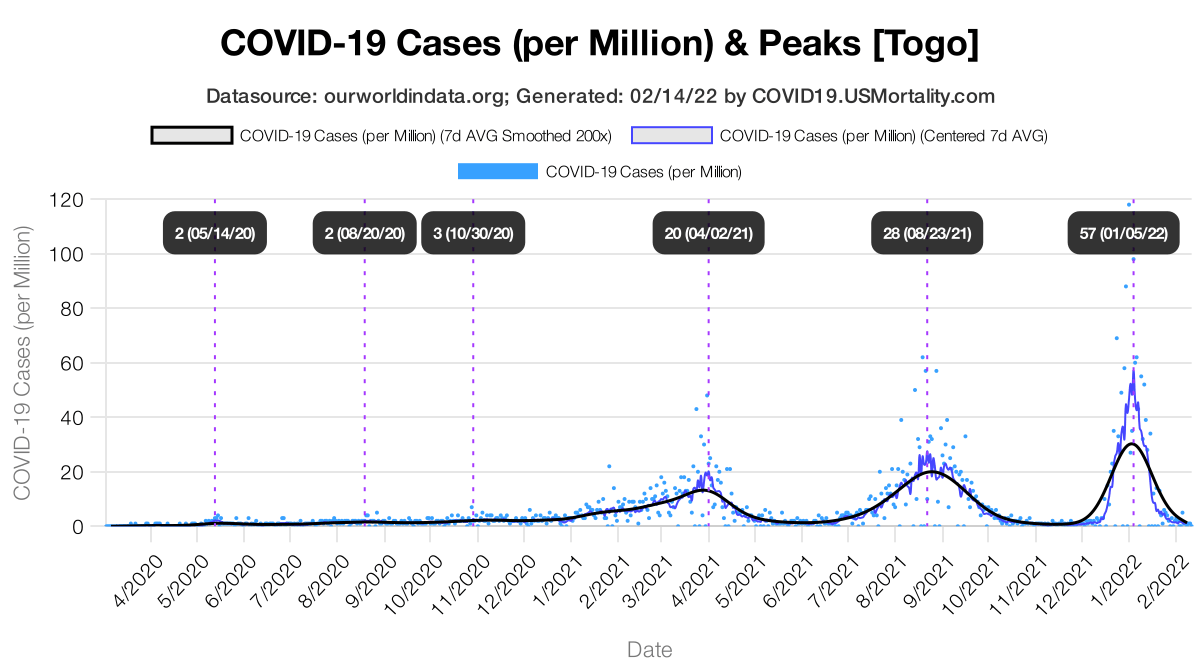 COVID-19 Cases (per Million) & Peaks [Togo]
Datasource: ourworldindata.org; Generated: 02/14/22 by COVID19.USMortality.com
COVID-19 Cases (per Million) (7d AVG Smoothed 200x) COVID-19 Cases (per Million) (Centered 7d AVG)
COVID-19 Cases (per Million)
COVID-19 Cases (per Million)
120
100
80
60
40
20
0
2 (05/14/20) 2 (08/20/20) 3 (10/30/20) 20 (04/02/21) 28 (08/23/21) 57 (01/05/22)
4/2020 5/2020 6/2020 7/2020 8/2020 9/2020 10/2020 11/2020 12/2020 1/2021 2/2021 3/2021 4/2021 5/2021 6/2021 7/2021 8/2021 9/2021 10/2021 11/2021 12/2021 1/2022 2/2022
Date